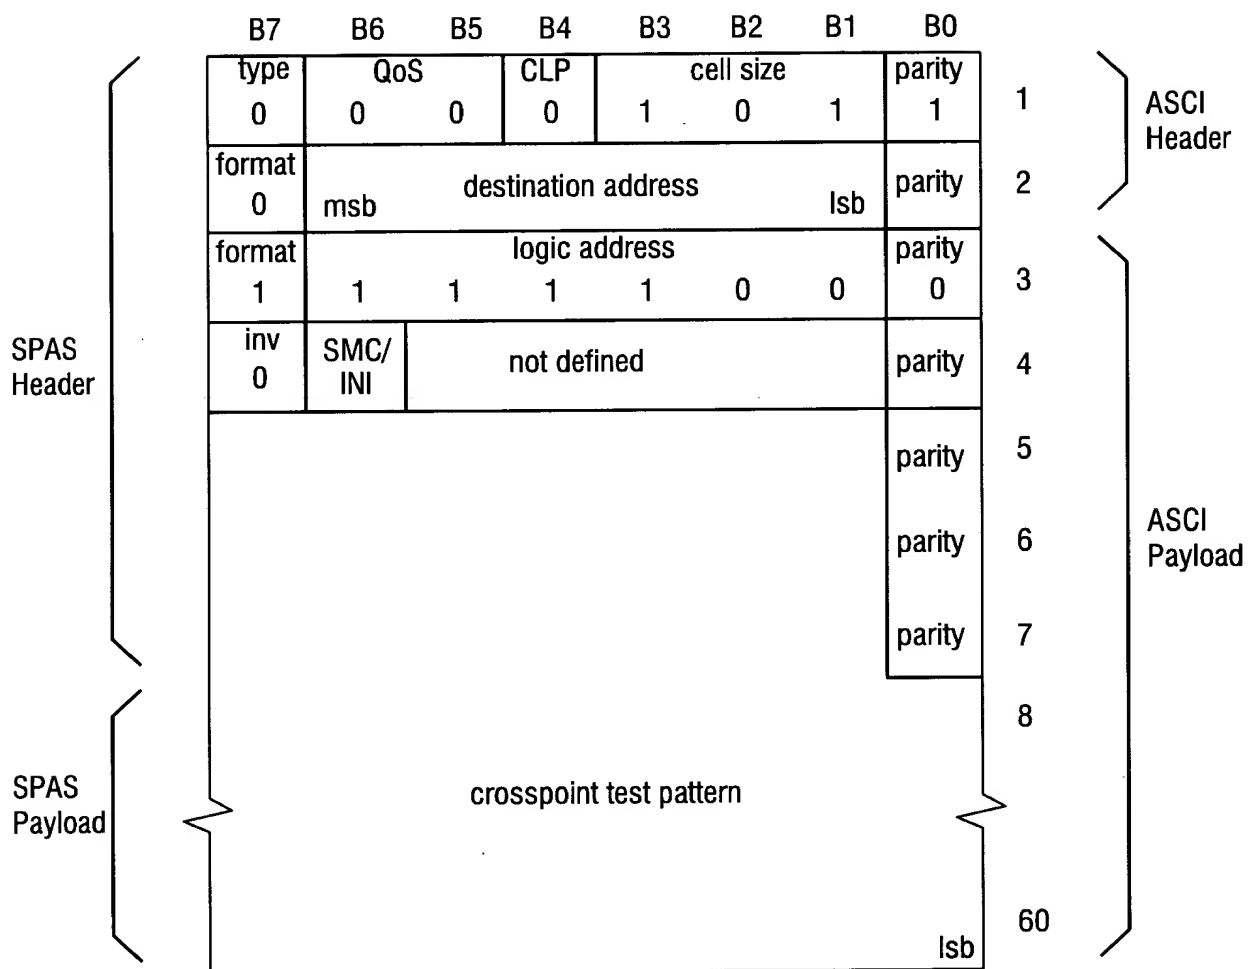 B7 B6 B5 B4 B3 B2 B1 B0
type QoS CLP cell size parity
0 0 0 0 1 0 1 1 1
ASCI
Header
format destination address parity 2
0 msb lsb
format logic address parity
1 1 1 1 1 0 0 0 3
SPAS
Header
inv SMC/ not defined parity 4
0 INI
parity 5
parity 6
ASCI
Payload
parity 7
8
SPAS
Payload
crosspoint test pattern
60
lsb